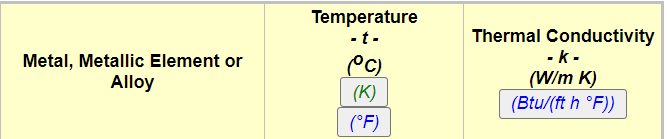 Metal, Metallic Element or
Alloy
Temperature
- t -
(ºC)
(K)
(°F)
Thermal Conductivity
- k -
(W/m K)
(Btu/(ft h °F))